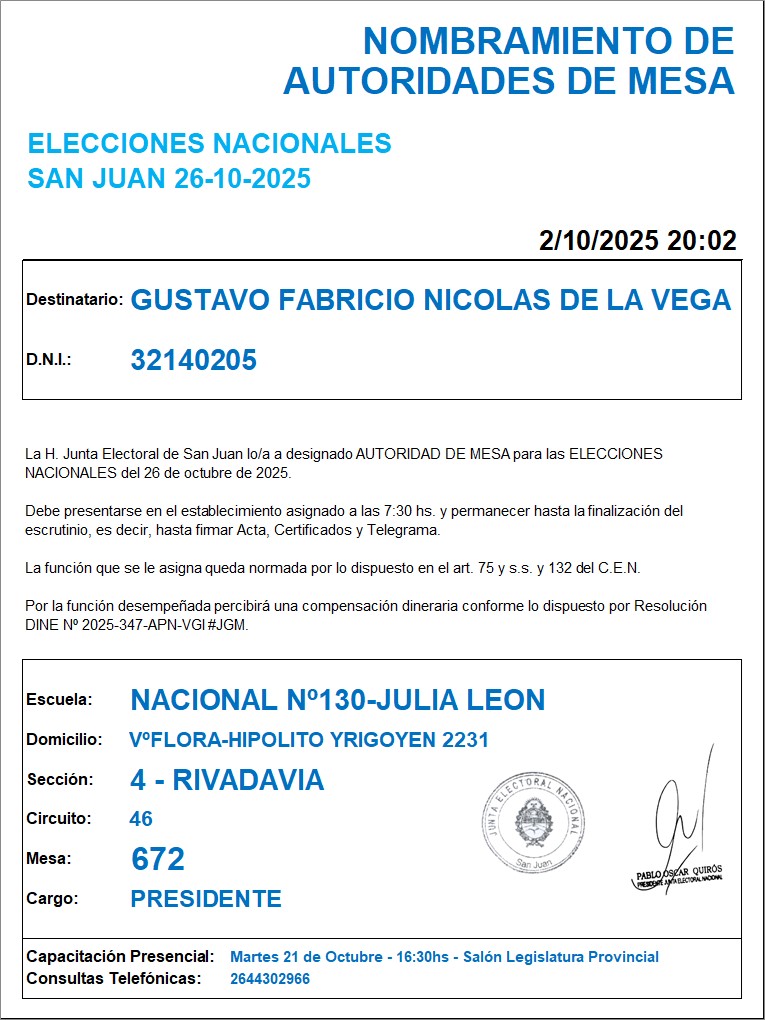 NOMBRAMIENTO DE
AUTORIDADES DE MESA
ELECCIONES NACIONALES
SAN JUAN 26-10-2025
2/10/2025 20:02
Destinatario: GUSTAVO FABRICIO NICOLAS DE LA VEGA
D.N.I.: 32140205
La H. Junta Electoral de San Juan lo/a a designado AUTORIDAD DE MESA para las ELECCIONES
NACIONALES del 26 de octubre de 2025.
Debe presentarse en el establecimiento asignado a las 7:30 hs. y permanecer hasta la finalización del
escrutinio, es decir, hasta firmar Acta, Certificados y Telegrama.
La función que se le asigna queda normada por lo dispuesto en el art. 75 y s.s. y 132 del C.E.N.
Por la función desempeñada percibirá una compensación dineraria conforme lo dispuesto por Resolución
DINE Nº 2025-347-APN-VGI#JGM.
Escuela: NACIONAL Nº130-JULIA LEON
Domicilio: VºFLORA-HIPOLITO YRIGOYEN 2231
Sección: 4 - RIVADAVIA
Circuito: 46
Mesa: 672
Cargo: PRESIDENTE
JUNTA ELECTORAL NACIONAL
San Juan
PABLO OSCAR QUIRÓS
PRESIDENTE JUNTA ELECTORAL NACIONAL
Capacitación Presencial: Martes 21 de Octubre - 16:30hs - Salón Legislatura Provincial
Consultas Telefónicas: 2644302966